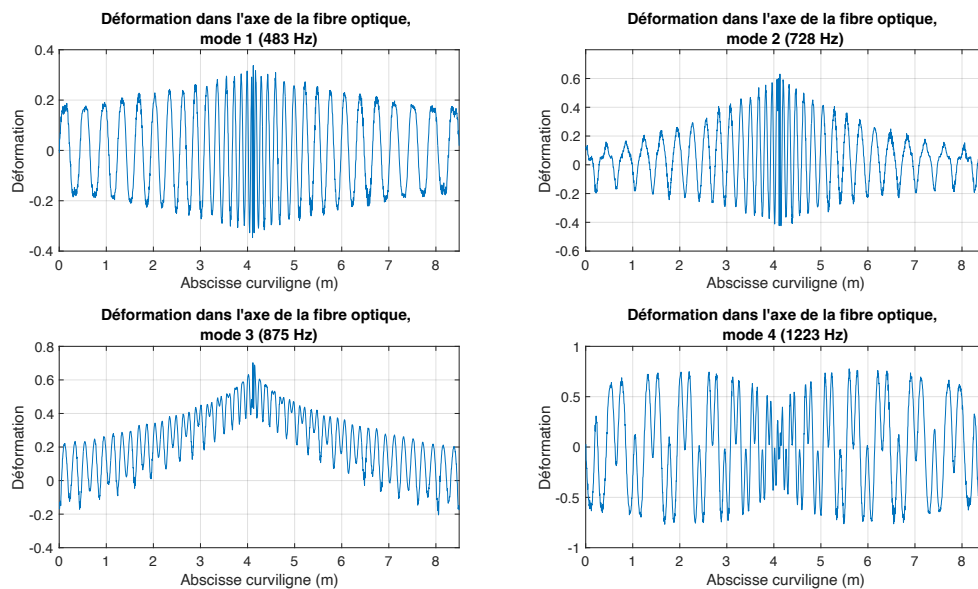 Déformation dans l'axe de la fibre optique,
mode 1 (483 Hz)
0.4
0.2
0
-0.2
-0.4
Déformation
0 1 2 3 4 5 6 7 8
Abscisse curviligne (m)
Déformation dans l'axe de la fibre optique,
mode 2 (728 Hz)
0.6
0.4
0.2
0
-0.2
-0.4
-0.6
Déformation
0 1 2 3 4 5 6 7 8
Abscisse curviligne (m)
Déformation dans l'axe de la fibre optique,
mode 3 (875 Hz)
0.8
0.6
0.4
0.2
0
-0.2
-0.4
Déformation
0 1 2 3 4 5 6 7 8
Abscisse curviligne (m)
Déformation dans l'axe de la fibre optique,
mode 4 (1223 Hz)
1
0.5
0
-0.5
-1
Déformation
0 1 2 3 4 5 6 7 8
Abscisse curviligne (m)